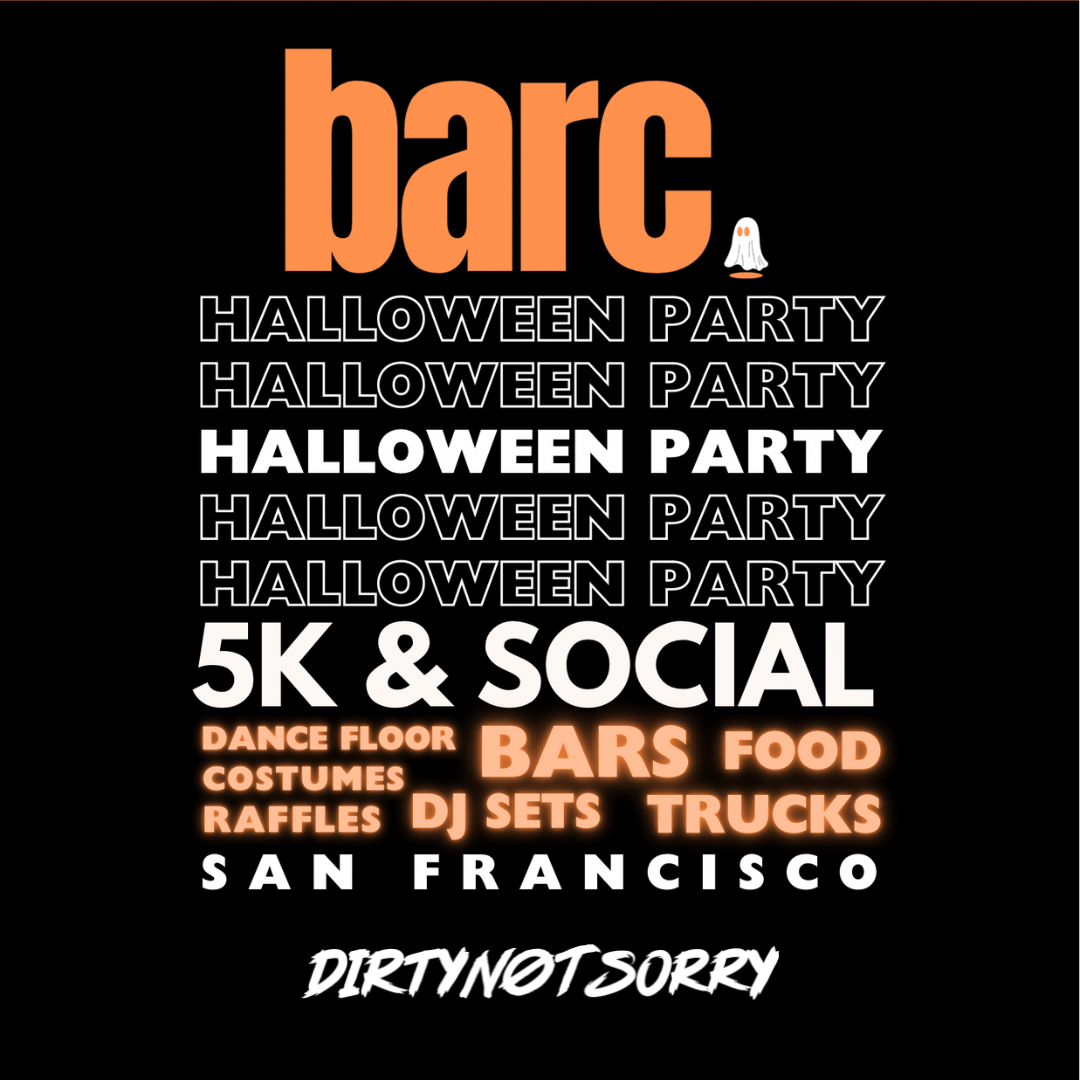 barc.
HALLOWEEN PARTY
HALLOWEEN PARTY
HALLOWEEN PARTY
HALLOWEEN PARTY
HALLOWEEN PARTY
5K & SOCIAL
DANCE FLOOR
COSTUMES
RAFFLES
BARS
DJ SETS
FOOD
TRUCKS
SAN FRANCISCO
DIRTYNØTSORRY